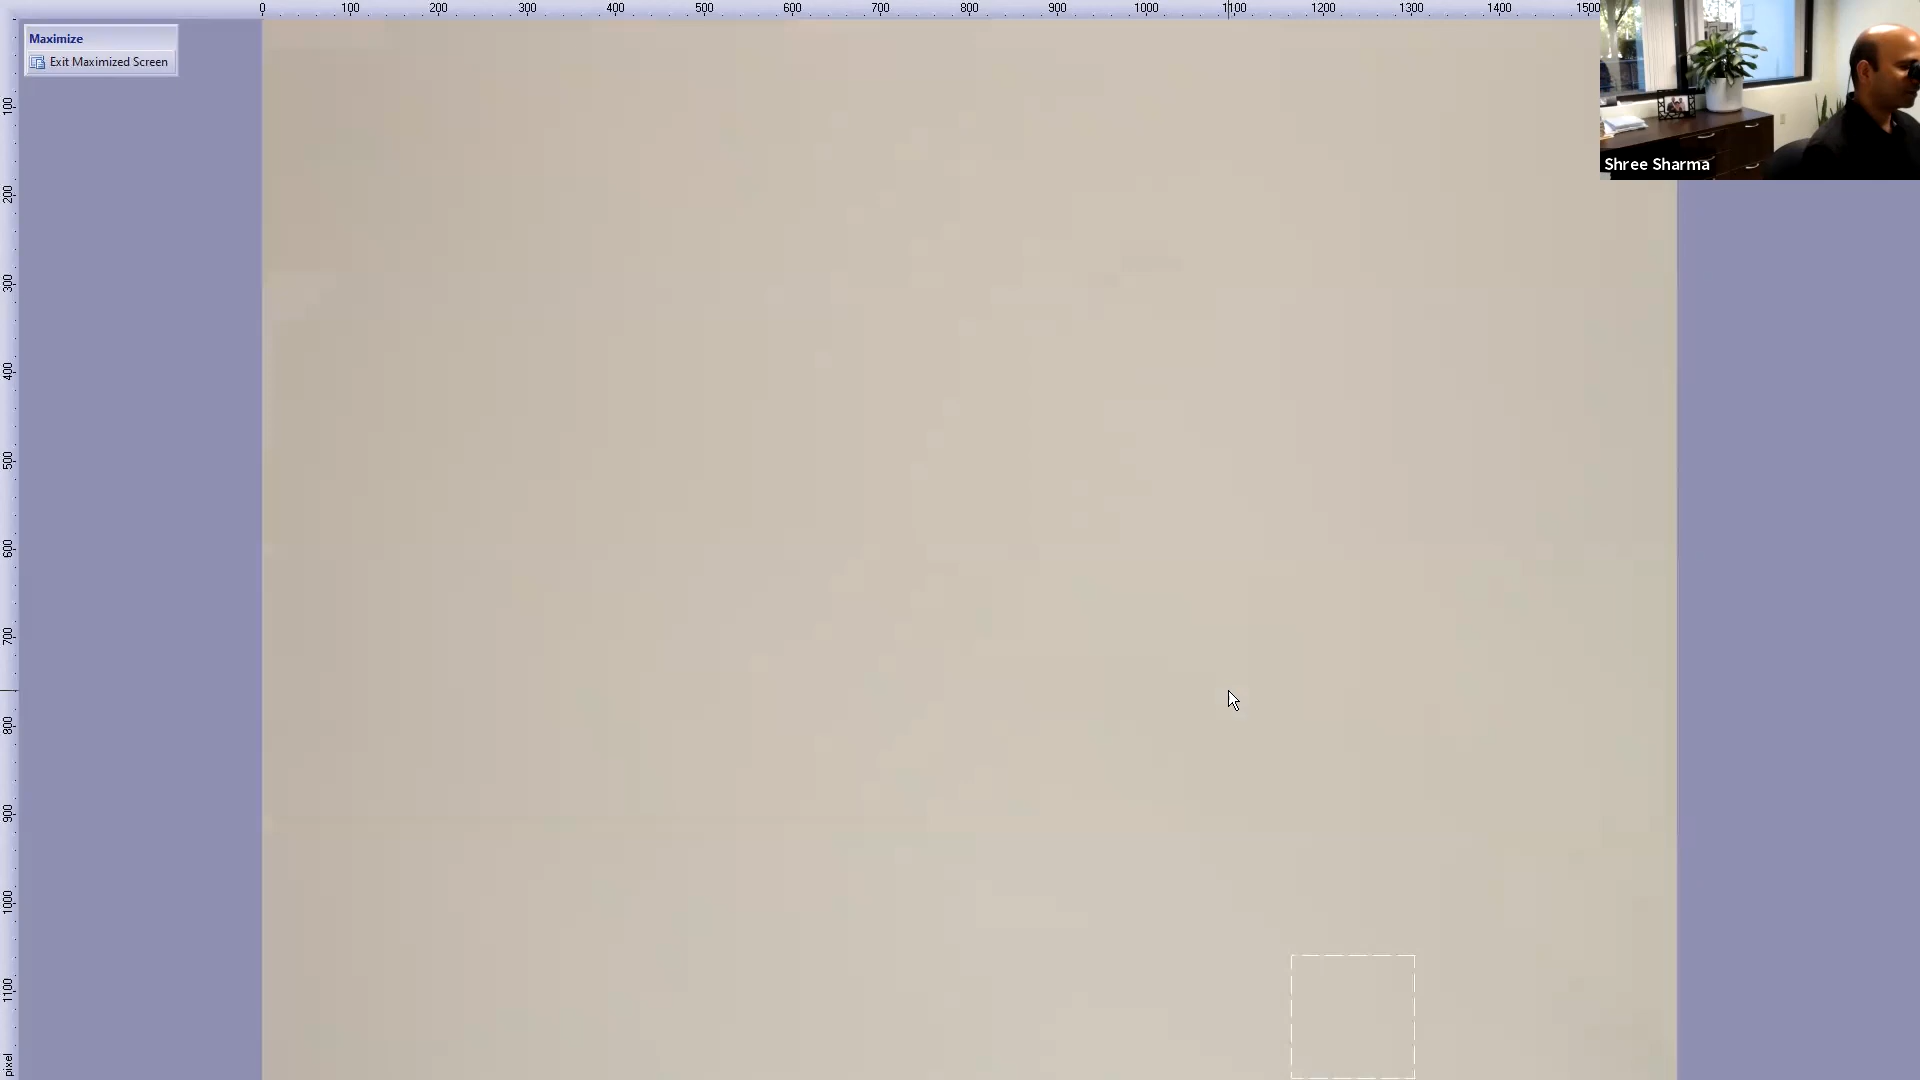 0 100 200 300 400 500 600 700 800 900 1000 1100 1200 1300 1400 1500
Maximize
Exit Maximized Screen
Shree Sharma
100
200
300
400
500
600
700
800
900
1000
1100
pixel